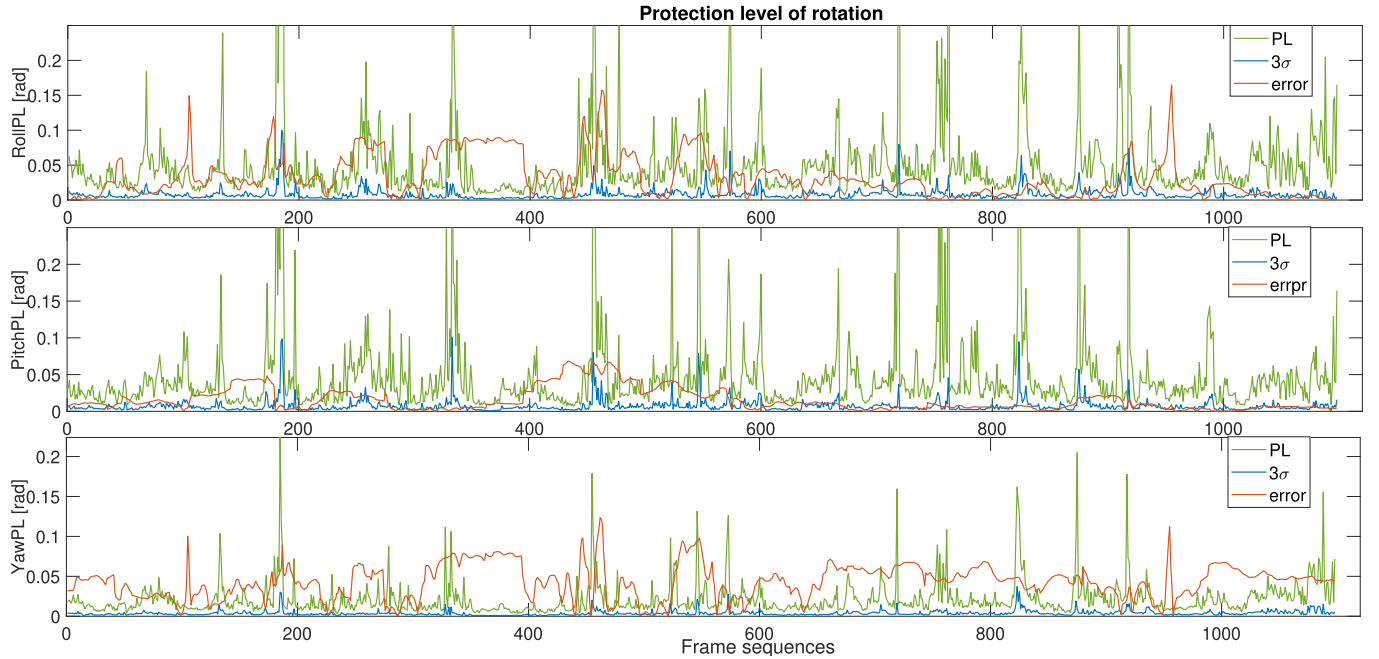 Protection level of rotation
RollPL [rad]
0.2
0.15
0.1
0.05
0
0 200 400 600 800 1000
PL
3σ
error
PitchPL [rad]
0.2
0.15
0.1
0.05
0
0 200 400 600 800 1000
PL
3σ
errpr
YawPL [rad]
0.2
0.15
0.1
0.05
0
0 200 400 600 800 1000
PL
3σ
error
Frame sequences